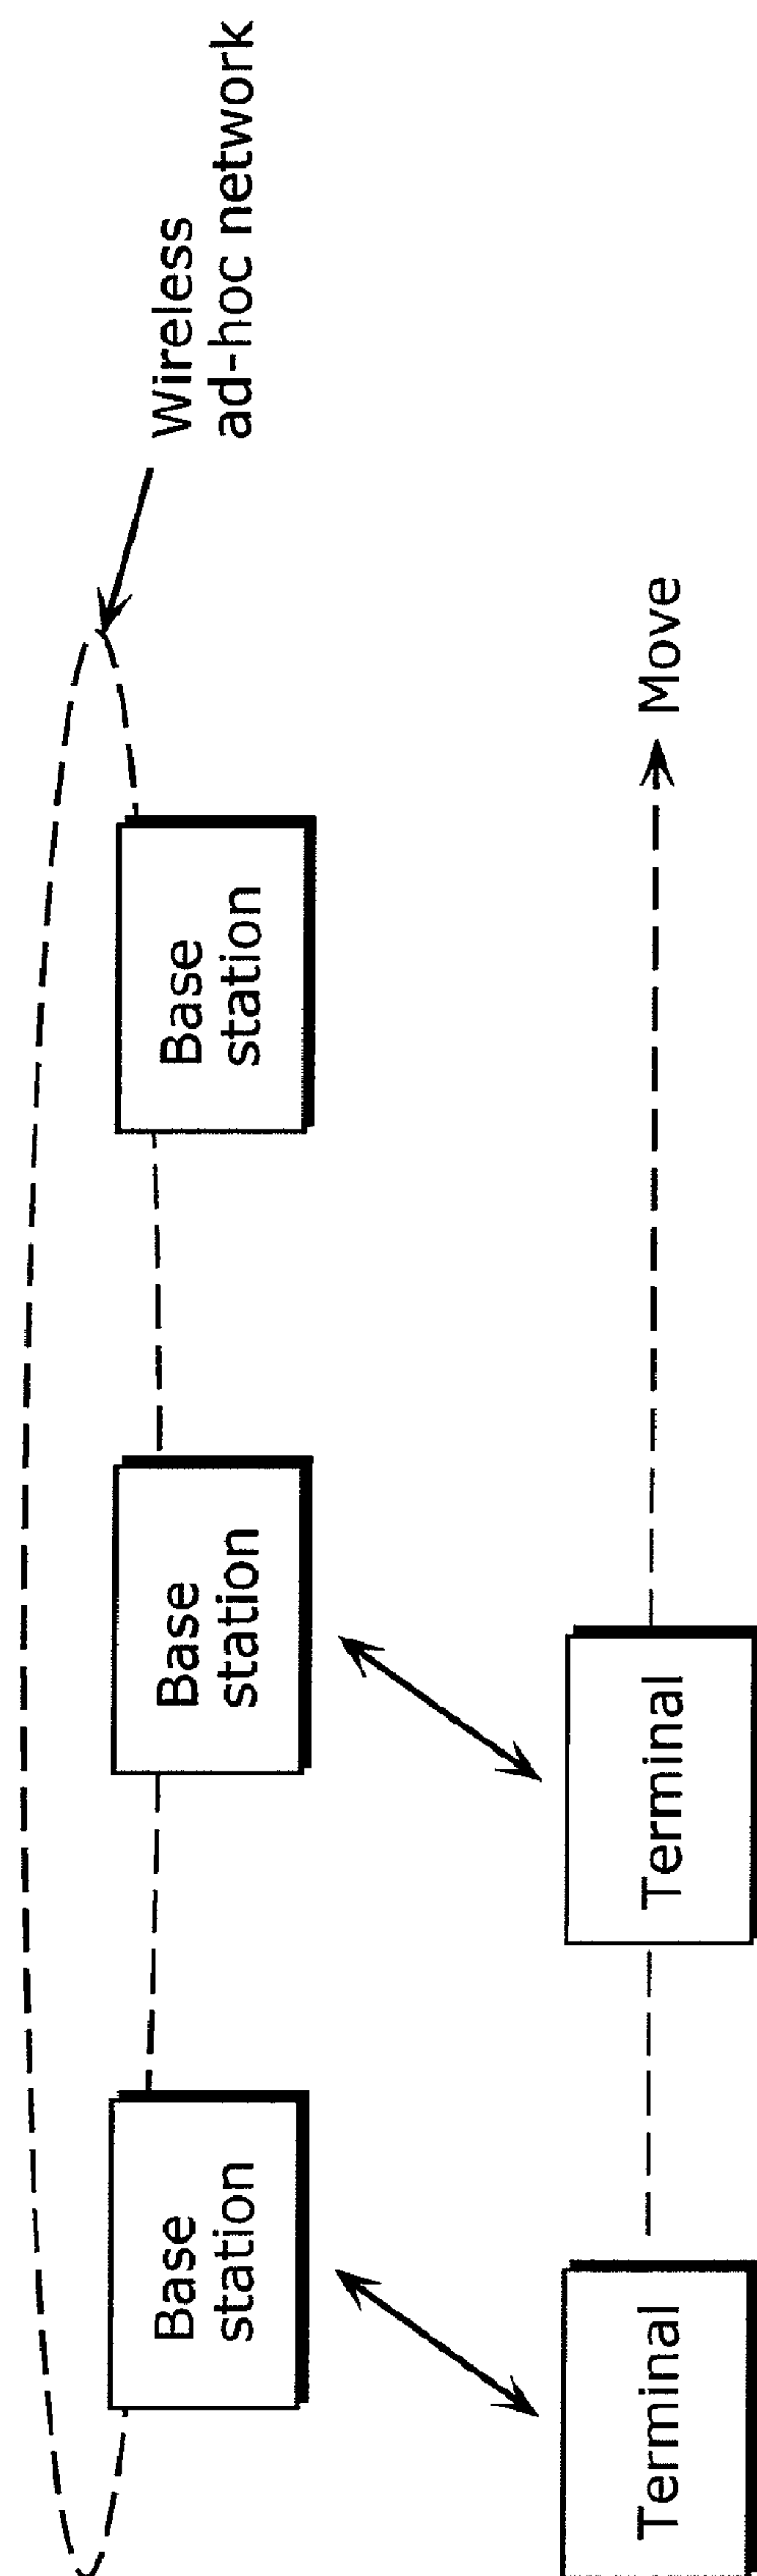 Wireless
ad-hoc network
Base
station
Base
station
Base
station
Terminal
Terminal
Move